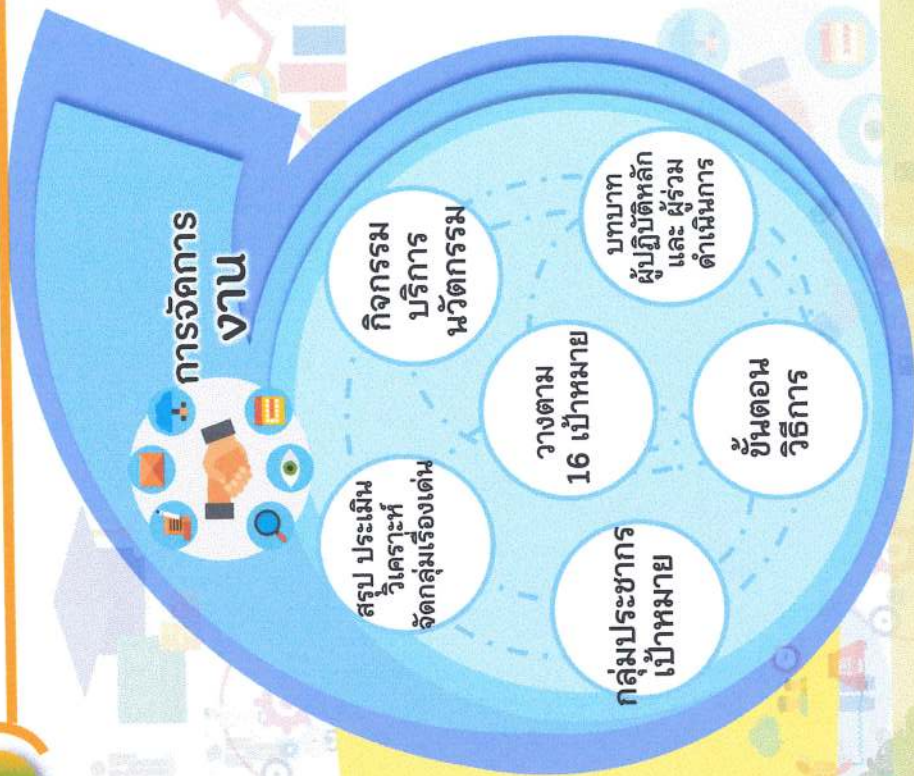 การจัดการ
งาน
สรุป ประเมิน
วิเคราะห์
จัดกลุ่มเรื่องเด่น
กิจกรรม
บริการ
นวัตกรรม
วางตาม
16 เป้าหมาย
กลุ่มประชากร
เป้าหมาย
ขั้นตอน
วิธีการ
บทบาท
ผู้ปฏิบัติหลัก
และ ผู้ร่วม
ดำเนินการ